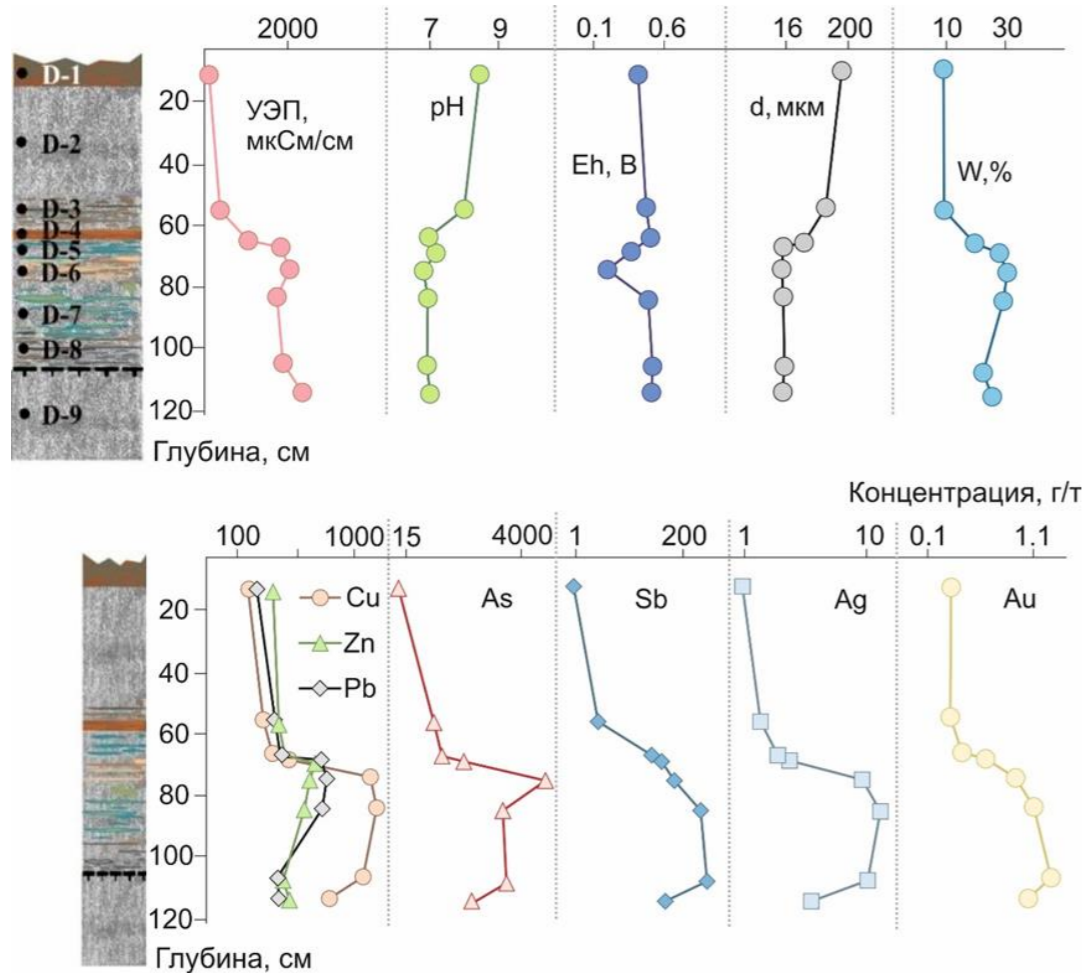 2000
7 9
0.1 0.6
16 200
10 30
D-1
D-2
D-3
D-4
D-5
D-6
D-7
D-8
D-9
20
40
60
80
100
120
УЭП,
мкСм/см
pH
Eh, В
d, мкм
W,%
Глубина, см
Концентрация, г/т
100 1000
15 4000
1 200
1 10
0.1 1.1
20
40
60
80
100
120
Cu
Zn
Pb
As
Sb
Ag
Au
Глубина, см